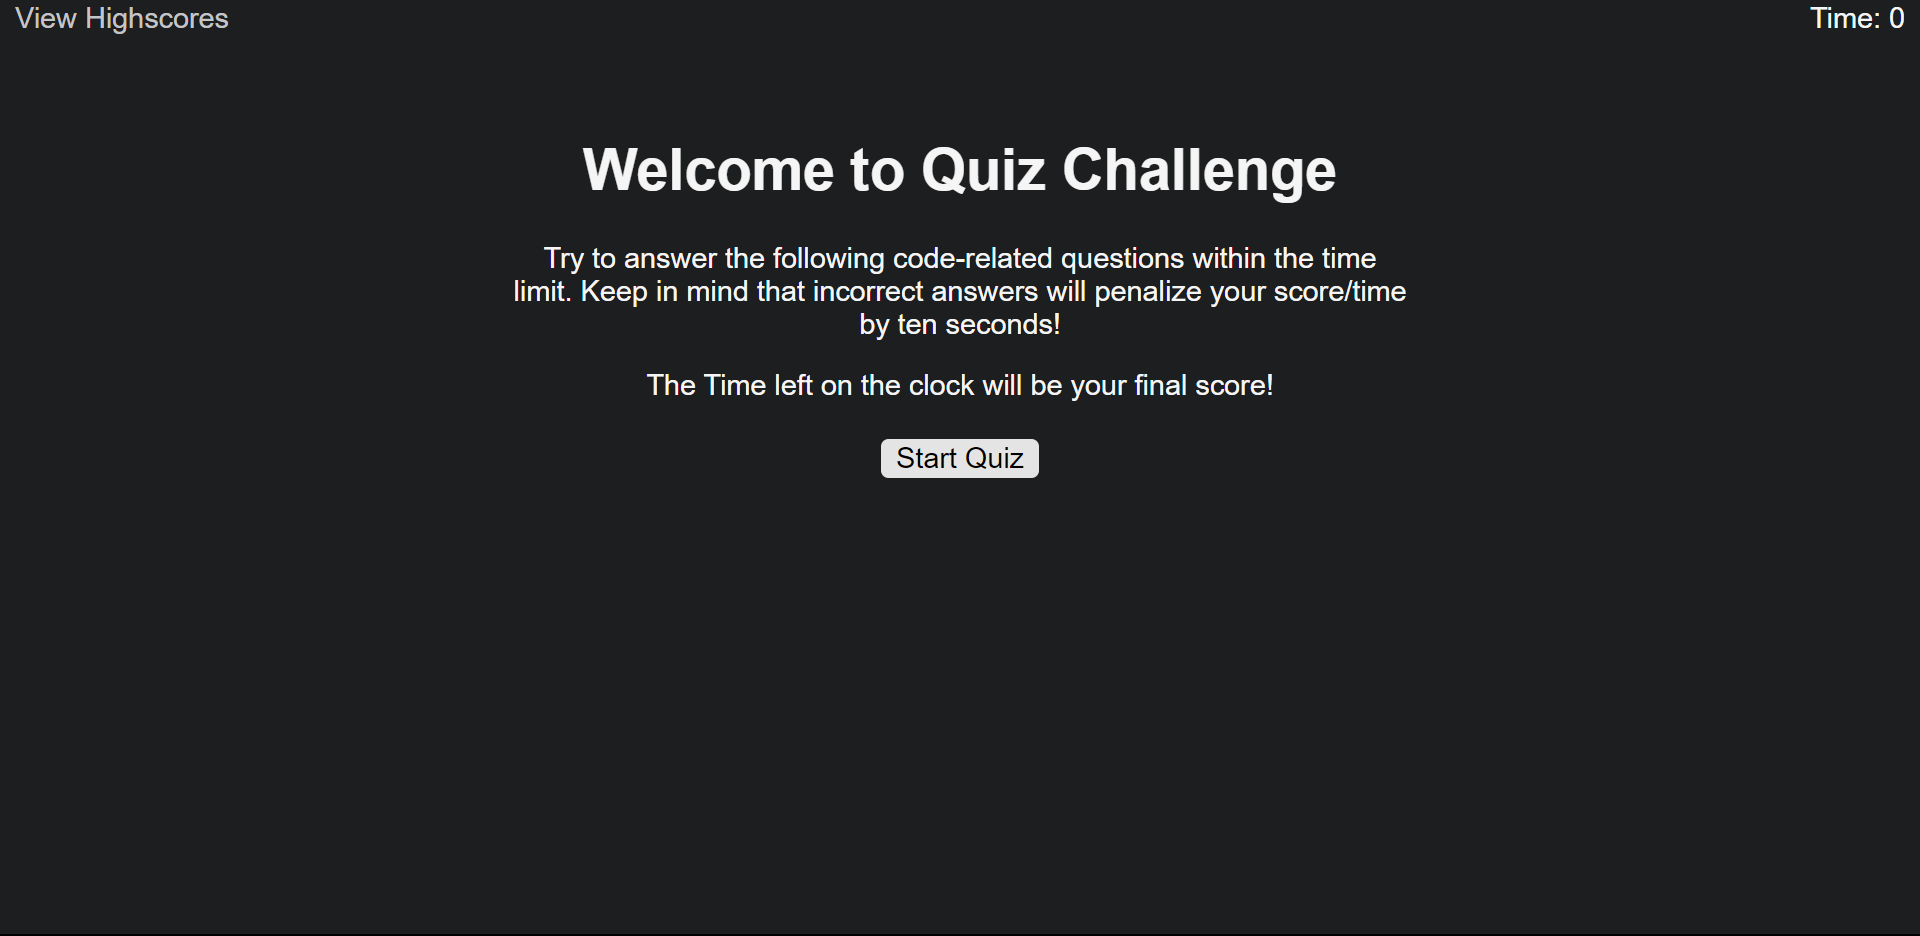 View Highscores
Time: 0
Welcome to Quiz Challenge
Try to answer the following code-related questions within the time
limit. Keep in mind that incorrect answers will penalize your score/time
by ten seconds!
The Time left on the clock will be your final score!
Start Quiz